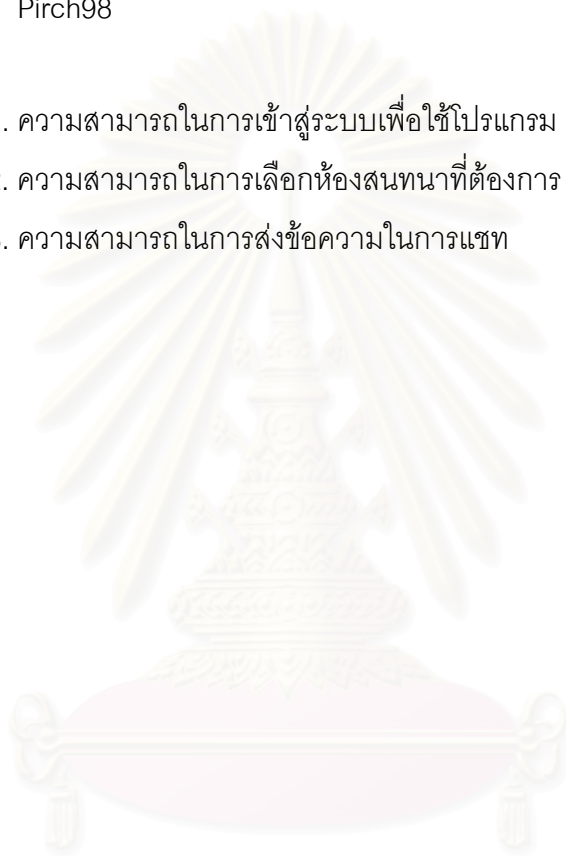 Pirch98
. ความสามารถในการเข้าสู่ระบบเพื่อใช้โปรแกรม
. ความสามารถในการเลือกห้องสนทนาที่ต้องการ
. ความสามารถในการส่งข้อความในการแชท